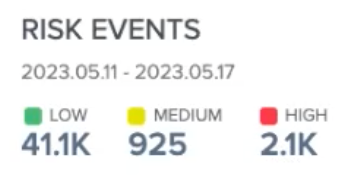 RISK EVENTS
2023.05.11 - 2023.05.17
LOW MEDIUM HIGH
41.1K 925 2.1K